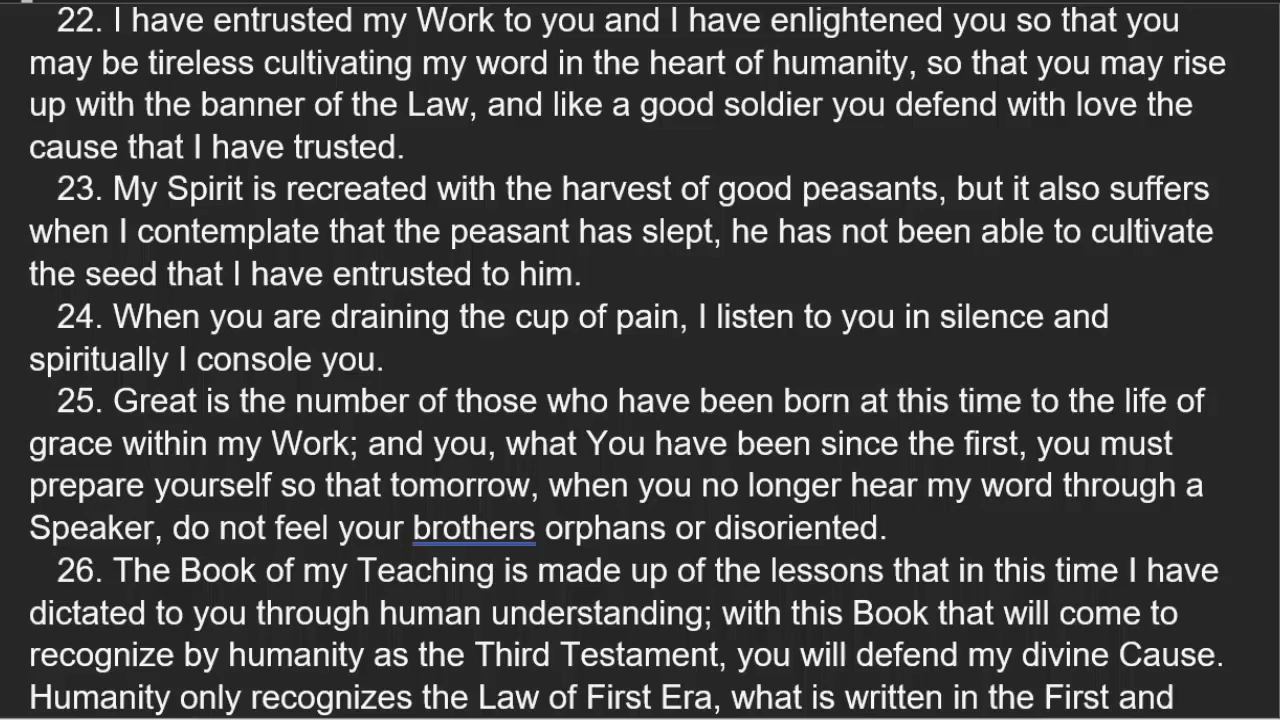 22. I have entrusted my Work to you and I have enlightened you so that you
may be tireless cultivating my word in the heart of humanity, so that you may rise
up with the banner of the Law, and like a good soldier you defend with love the
cause that I have trusted.
23. My Spirit is recreated with the harvest of good peasants, but it also suffers
when I contemplate that the peasant has slept, he has not been able to cultivate
the seed that I have entrusted to him.
24. When you are draining the cup of pain, I listen to you in silence and
spiritually I console you.
25. Great is the number of those who have been born at this time to the life of
grace within my Work; and you, what You have been since the first, you must
prepare yourself so that tomorrow, when you no longer hear my word through a
Speaker, do not feel your brothers orphans or disoriented.
26. The Book of my Teaching is made up of the lessons that in this time I have
dictated to you through human understanding; with this Book that will come to
recognize by humanity as the Third Testament, you will defend my divine Cause.
Humanity only recognizes the Law of First Era, what is written in the First and